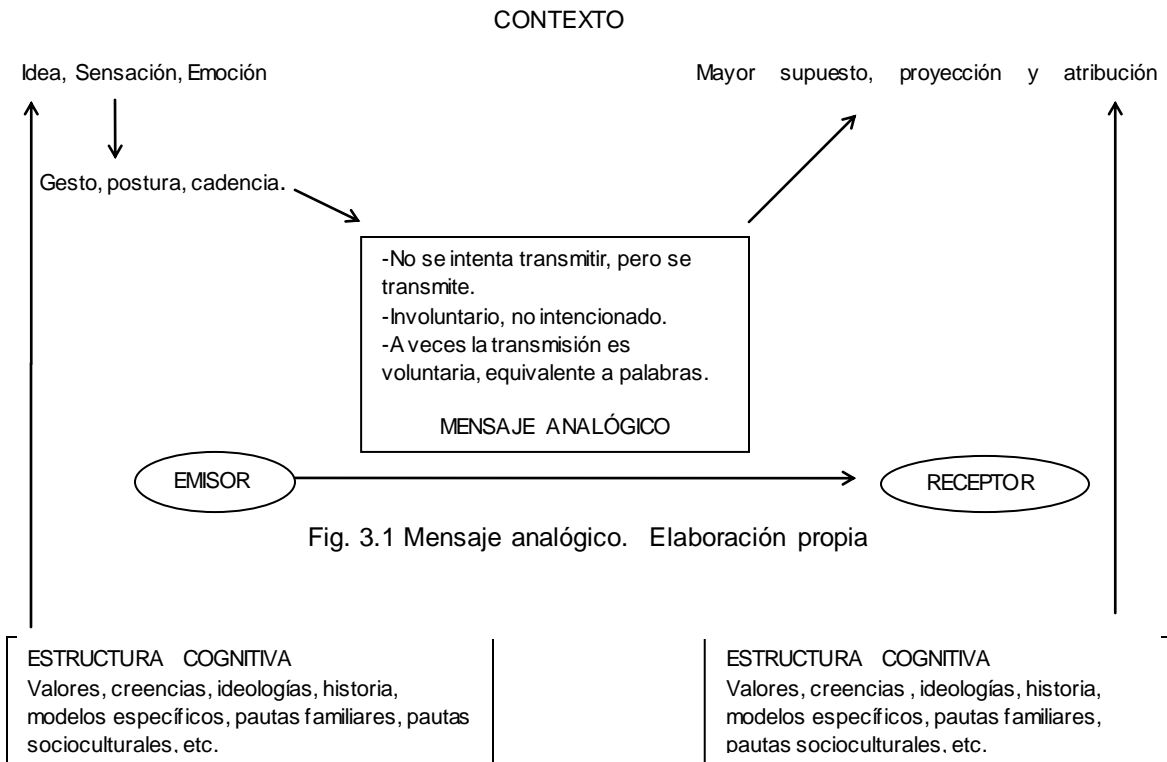 CONTEXTO
Idea, Sensación, Emoción
Mayor supuesto, proyección y atribución
Gesto, postura, cadencia.
-No se intenta transmitir, pero se
transmite.
-Involuntario, no intencionado.
-A veces la transmisión es
voluntaria, equivalente a palabras.
MENSAJE ANALÓGICO
EMISOR
RECEPTOR
Fig. 3.1 Mensaje analógico. Elaboración propia
ESTRUCTURA COGNITIVA
Valores, creencias, ideologías, historia,
modelos específicos, pautas familiares, pautas
socioculturales, etc.
ESTRUCTURA COGNITIVA
Valores, creencias , ideologías, historia,
modelos específicos, pautas familiares,
pautas socioculturales, etc.